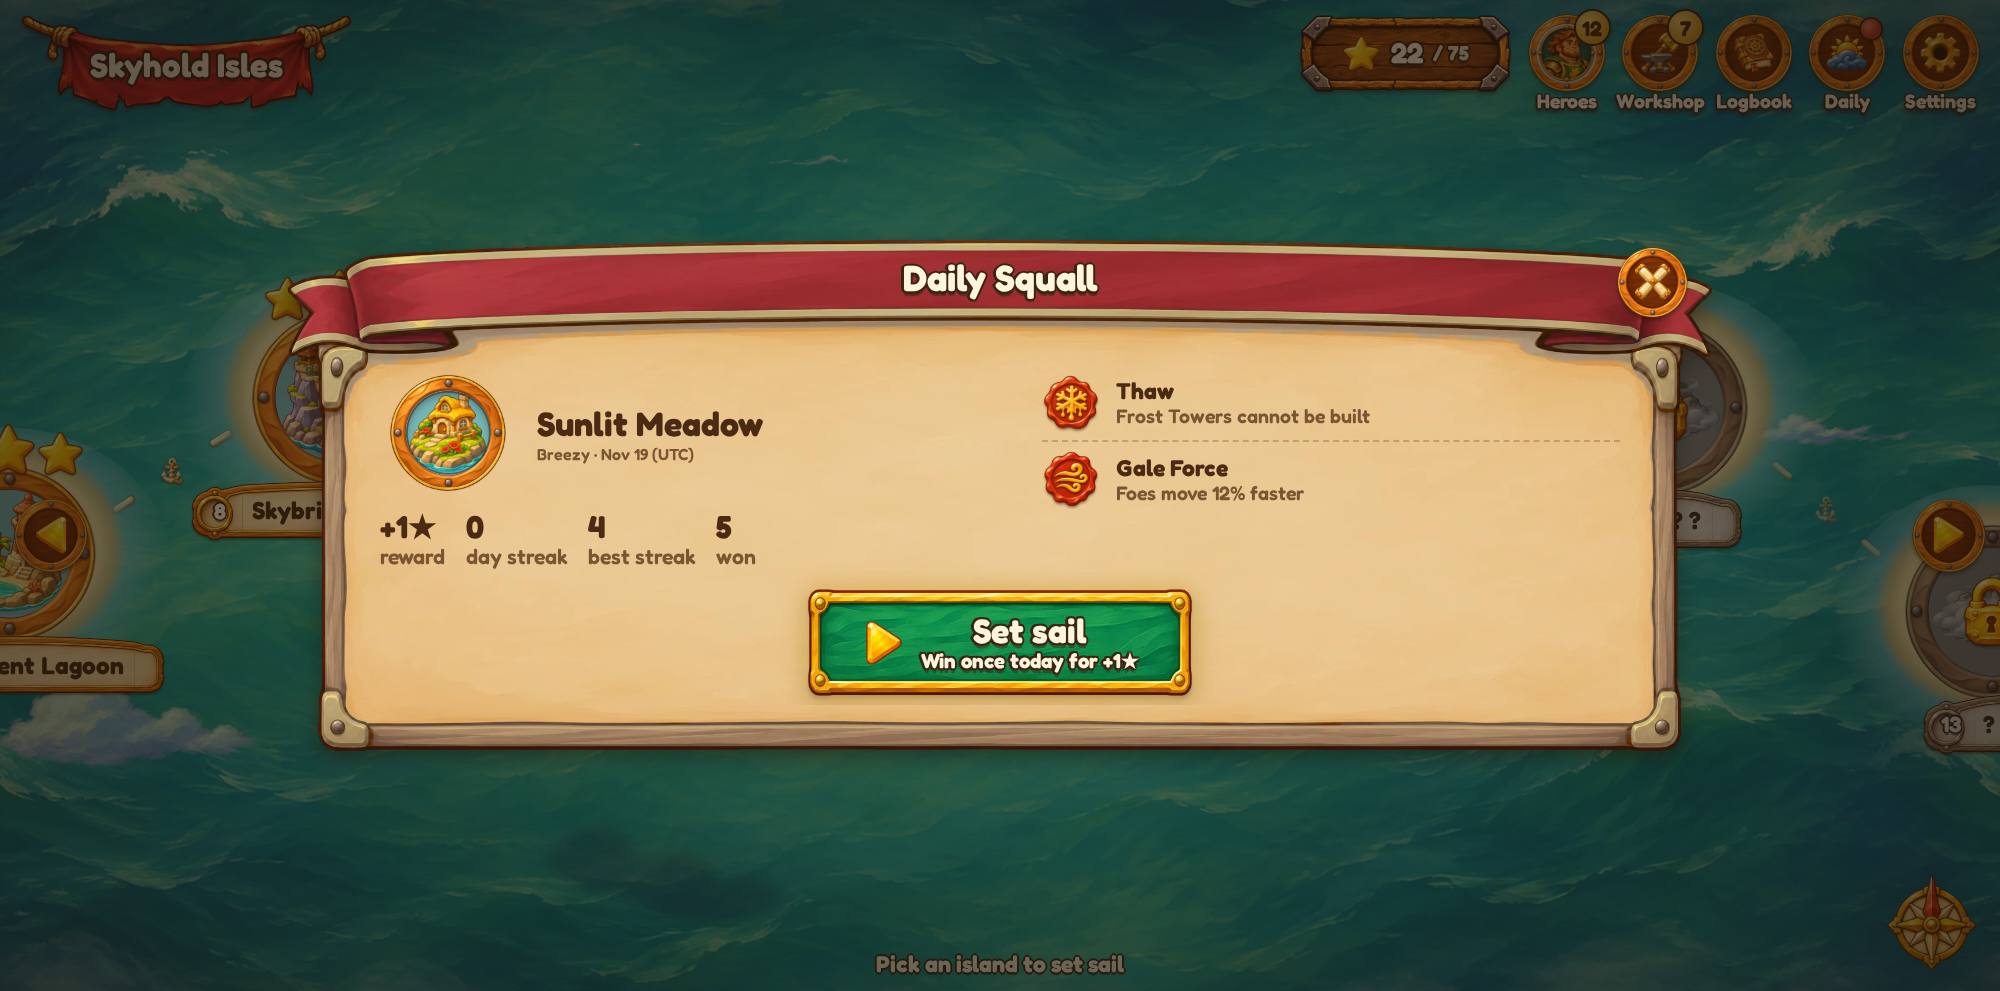 Skyhold Isles
22 / 75
12
7
Heroes
Workshop
Logbook
Daily
Settings
Daily Squall
Sunlit Meadow
Breezy · Nov 19 (UTC)
+1★
reward
0
day streak
4
best streak
5
won
Thaw
Frost Towers cannot be built
Gale Force
Foes move 12% faster
Set sail
Win once today for +1★
8
Skybri
ent Lagoon
? ?
13
?
Pick an island to set sail